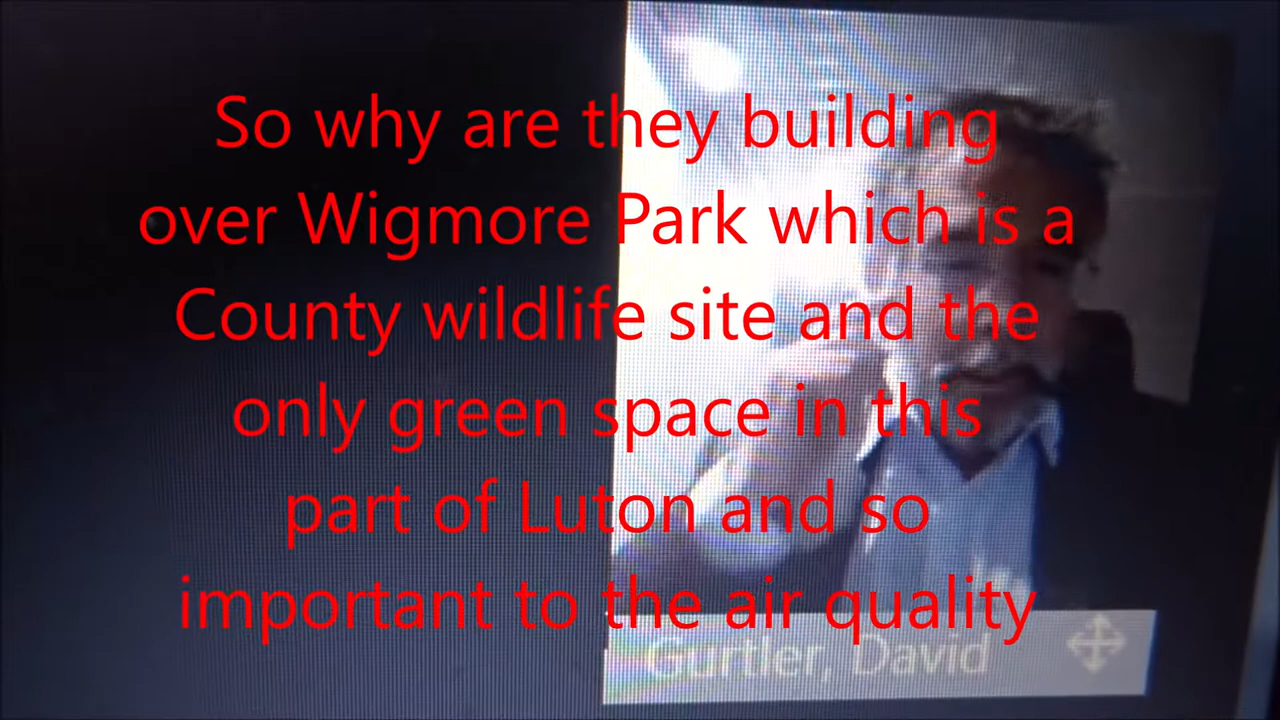 So why are they building
over Wigmore Park which is a
County wildlife site and the
only green space in this
part of Luton and so
important to the air quality
Gurtler, David